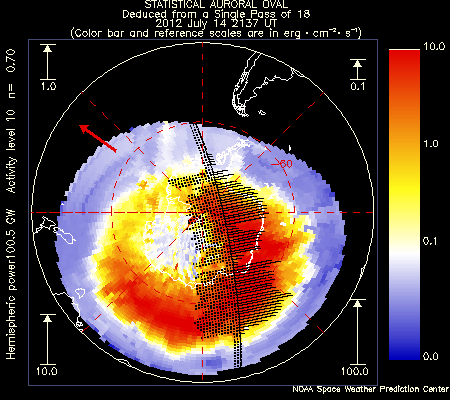 STATISTICAL AURORAL OVAL
Deduced from a Single Pass of 18
2012 July 14 2137 UT
(Color bar and reference scales are in erg·cm⁻²·s⁻¹)
Hemispheric power100.5 GW Activity level 10 n= 0.70
1.0
0.1
-60
10.0
100.0
10.0
1.0
0.1
0.0
NOAA Space Weather Prediction Center